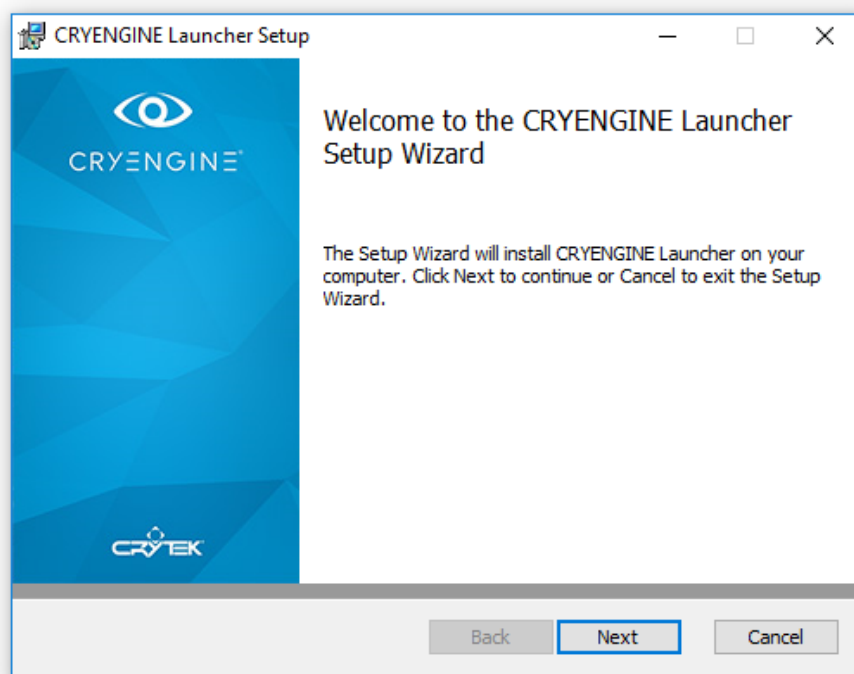 CRYENGINE Launcher Setup
CRYENGINE®
Welcome to the CRYENGINE Launcher
Setup Wizard
The Setup Wizard will install CRYENGINE Launcher on your
computer. Click Next to continue or Cancel to exit the Setup
Wizard.
CRYTEK
Back
Next
Cancel